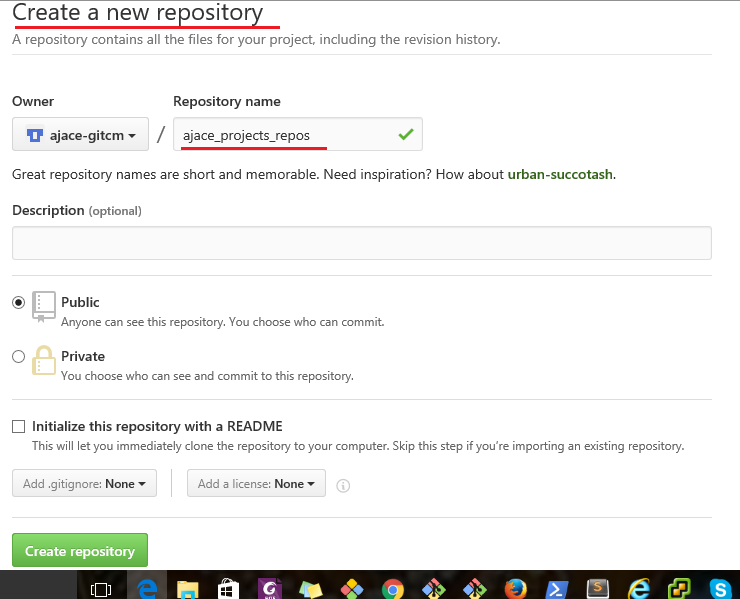 Create a new repository
A repository contains all the files for your project, including the revision history.
Owner Repository name
ajace-gitcm / ajace_projects_repos
Great repository names are short and memorable. Need inspiration? How about urban-succotash.
Description (optional)
Public
Anyone can see this repository. You choose who can commit.
Private
You choose who can see and commit to this repository.
Initialize this repository with a README
This will let you immediately clone the repository to your computer. Skip this step if you're importing an existing repository.
Add .gitignore: None Add a license: None
Create repository